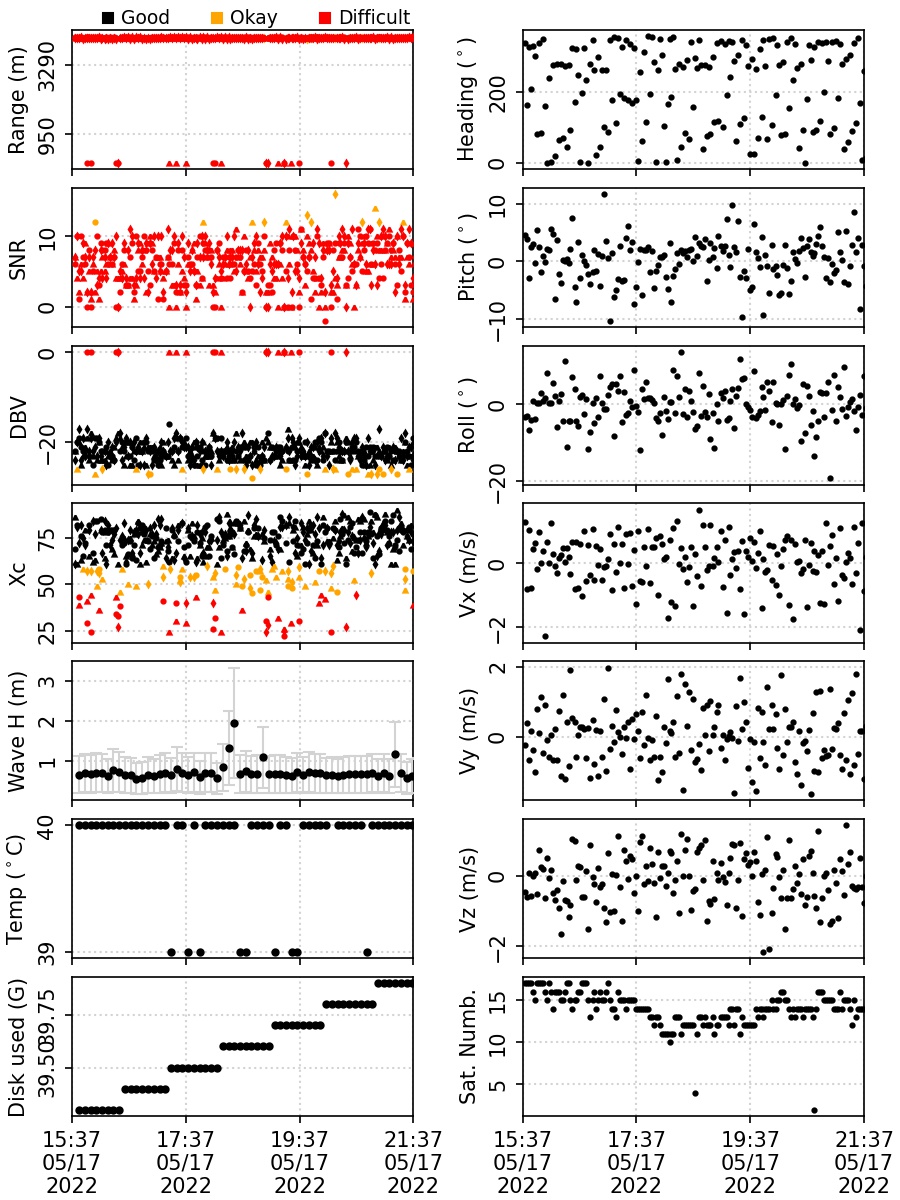 Good Okay Difficult
Range (m)
3290
950
Heading (°)
200
0
SNR
10
0
Pitch (°)
10
0
−10
DBV
0
−20
Roll (°)
0
−20
Xc
75
50
25
Vx (m/s)
0
−2
Wave H (m)
3
2
1
Vy (m/s)
2
0
Temp (°C)
40
39
Vz (m/s)
0
−2
Disk used (G)
39.75
39.50
Sat. Numb.
15
10
5
15:37 17:37 19:37 21:37 15:37 17:37 19:37 21:37
05/17 05/17 05/17 05/17 05/17 05/17 05/17 05/17
2022 2022 2022 2022 2022 2022 2022 2022